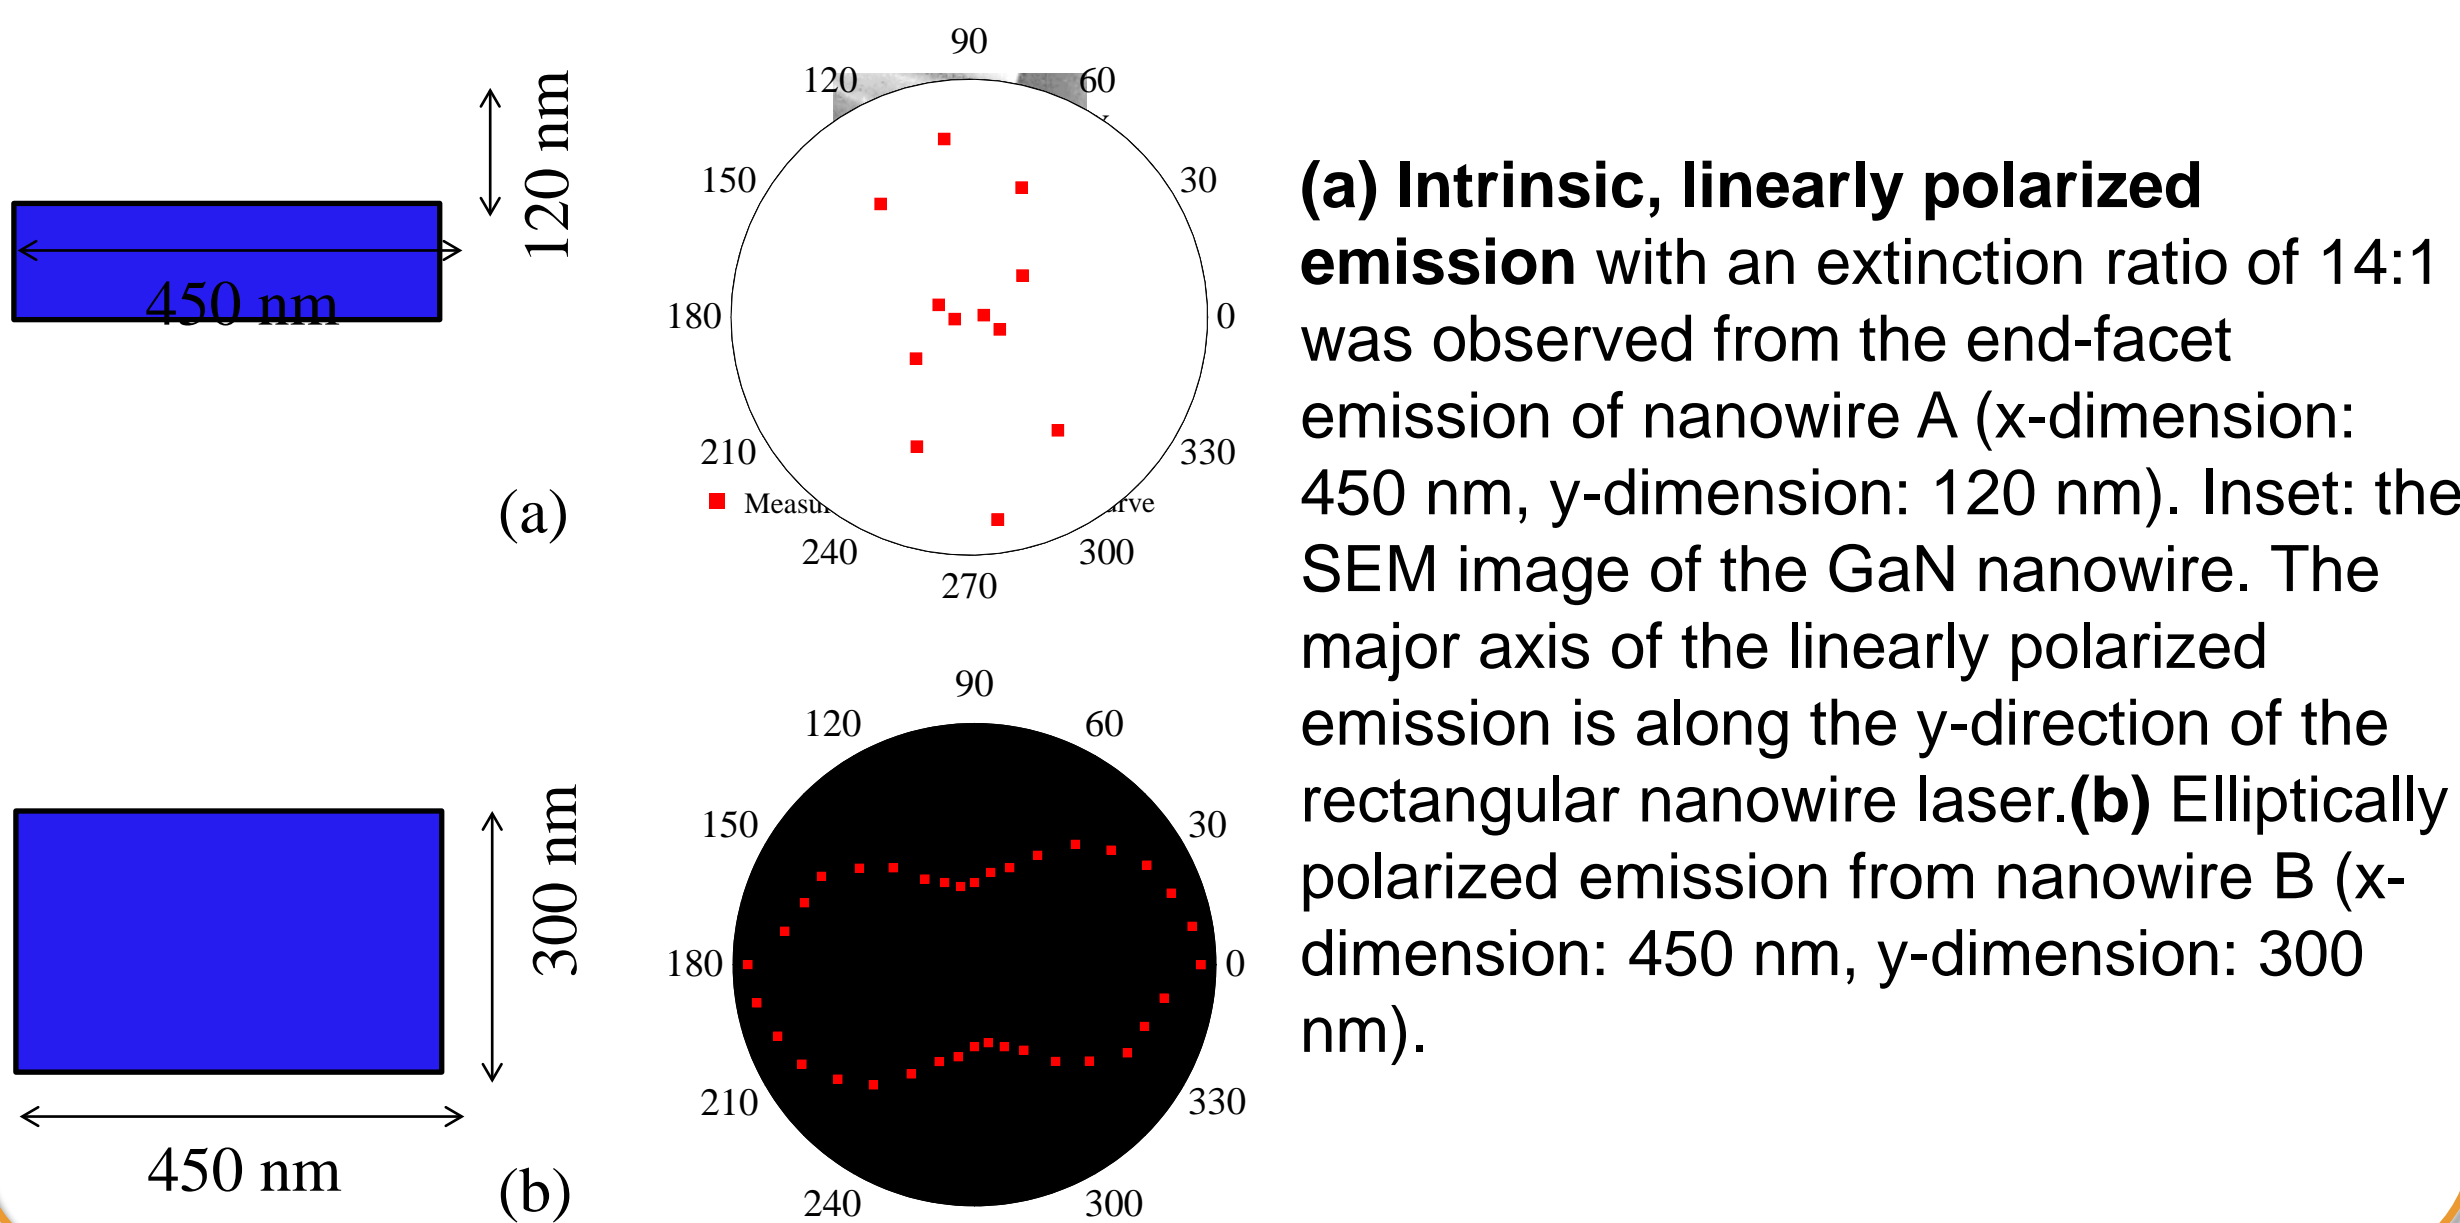 120 nm
450 nm
(a)
90
120
60
150
30
180
0
210
330
240
300
270
(a) Intrinsic, linearly polarized
emission with an extinction ratio of 14:1
was observed from the end-facet
emission of nanowire A (x-dimension:
450 nm, y-dimension: 120 nm). Inset: the
SEM image of the GaN nanowire. The
major axis of the linearly polarized
emission is along the y-direction of the
rectangular nanowire laser.(b) Elliptically
polarized emission from nanowire B (x-
dimension: 450 nm, y-dimension: 300
nm).
300 nm
450 nm
(b)
90
120
60
150
30
180
0
210
330
240
300